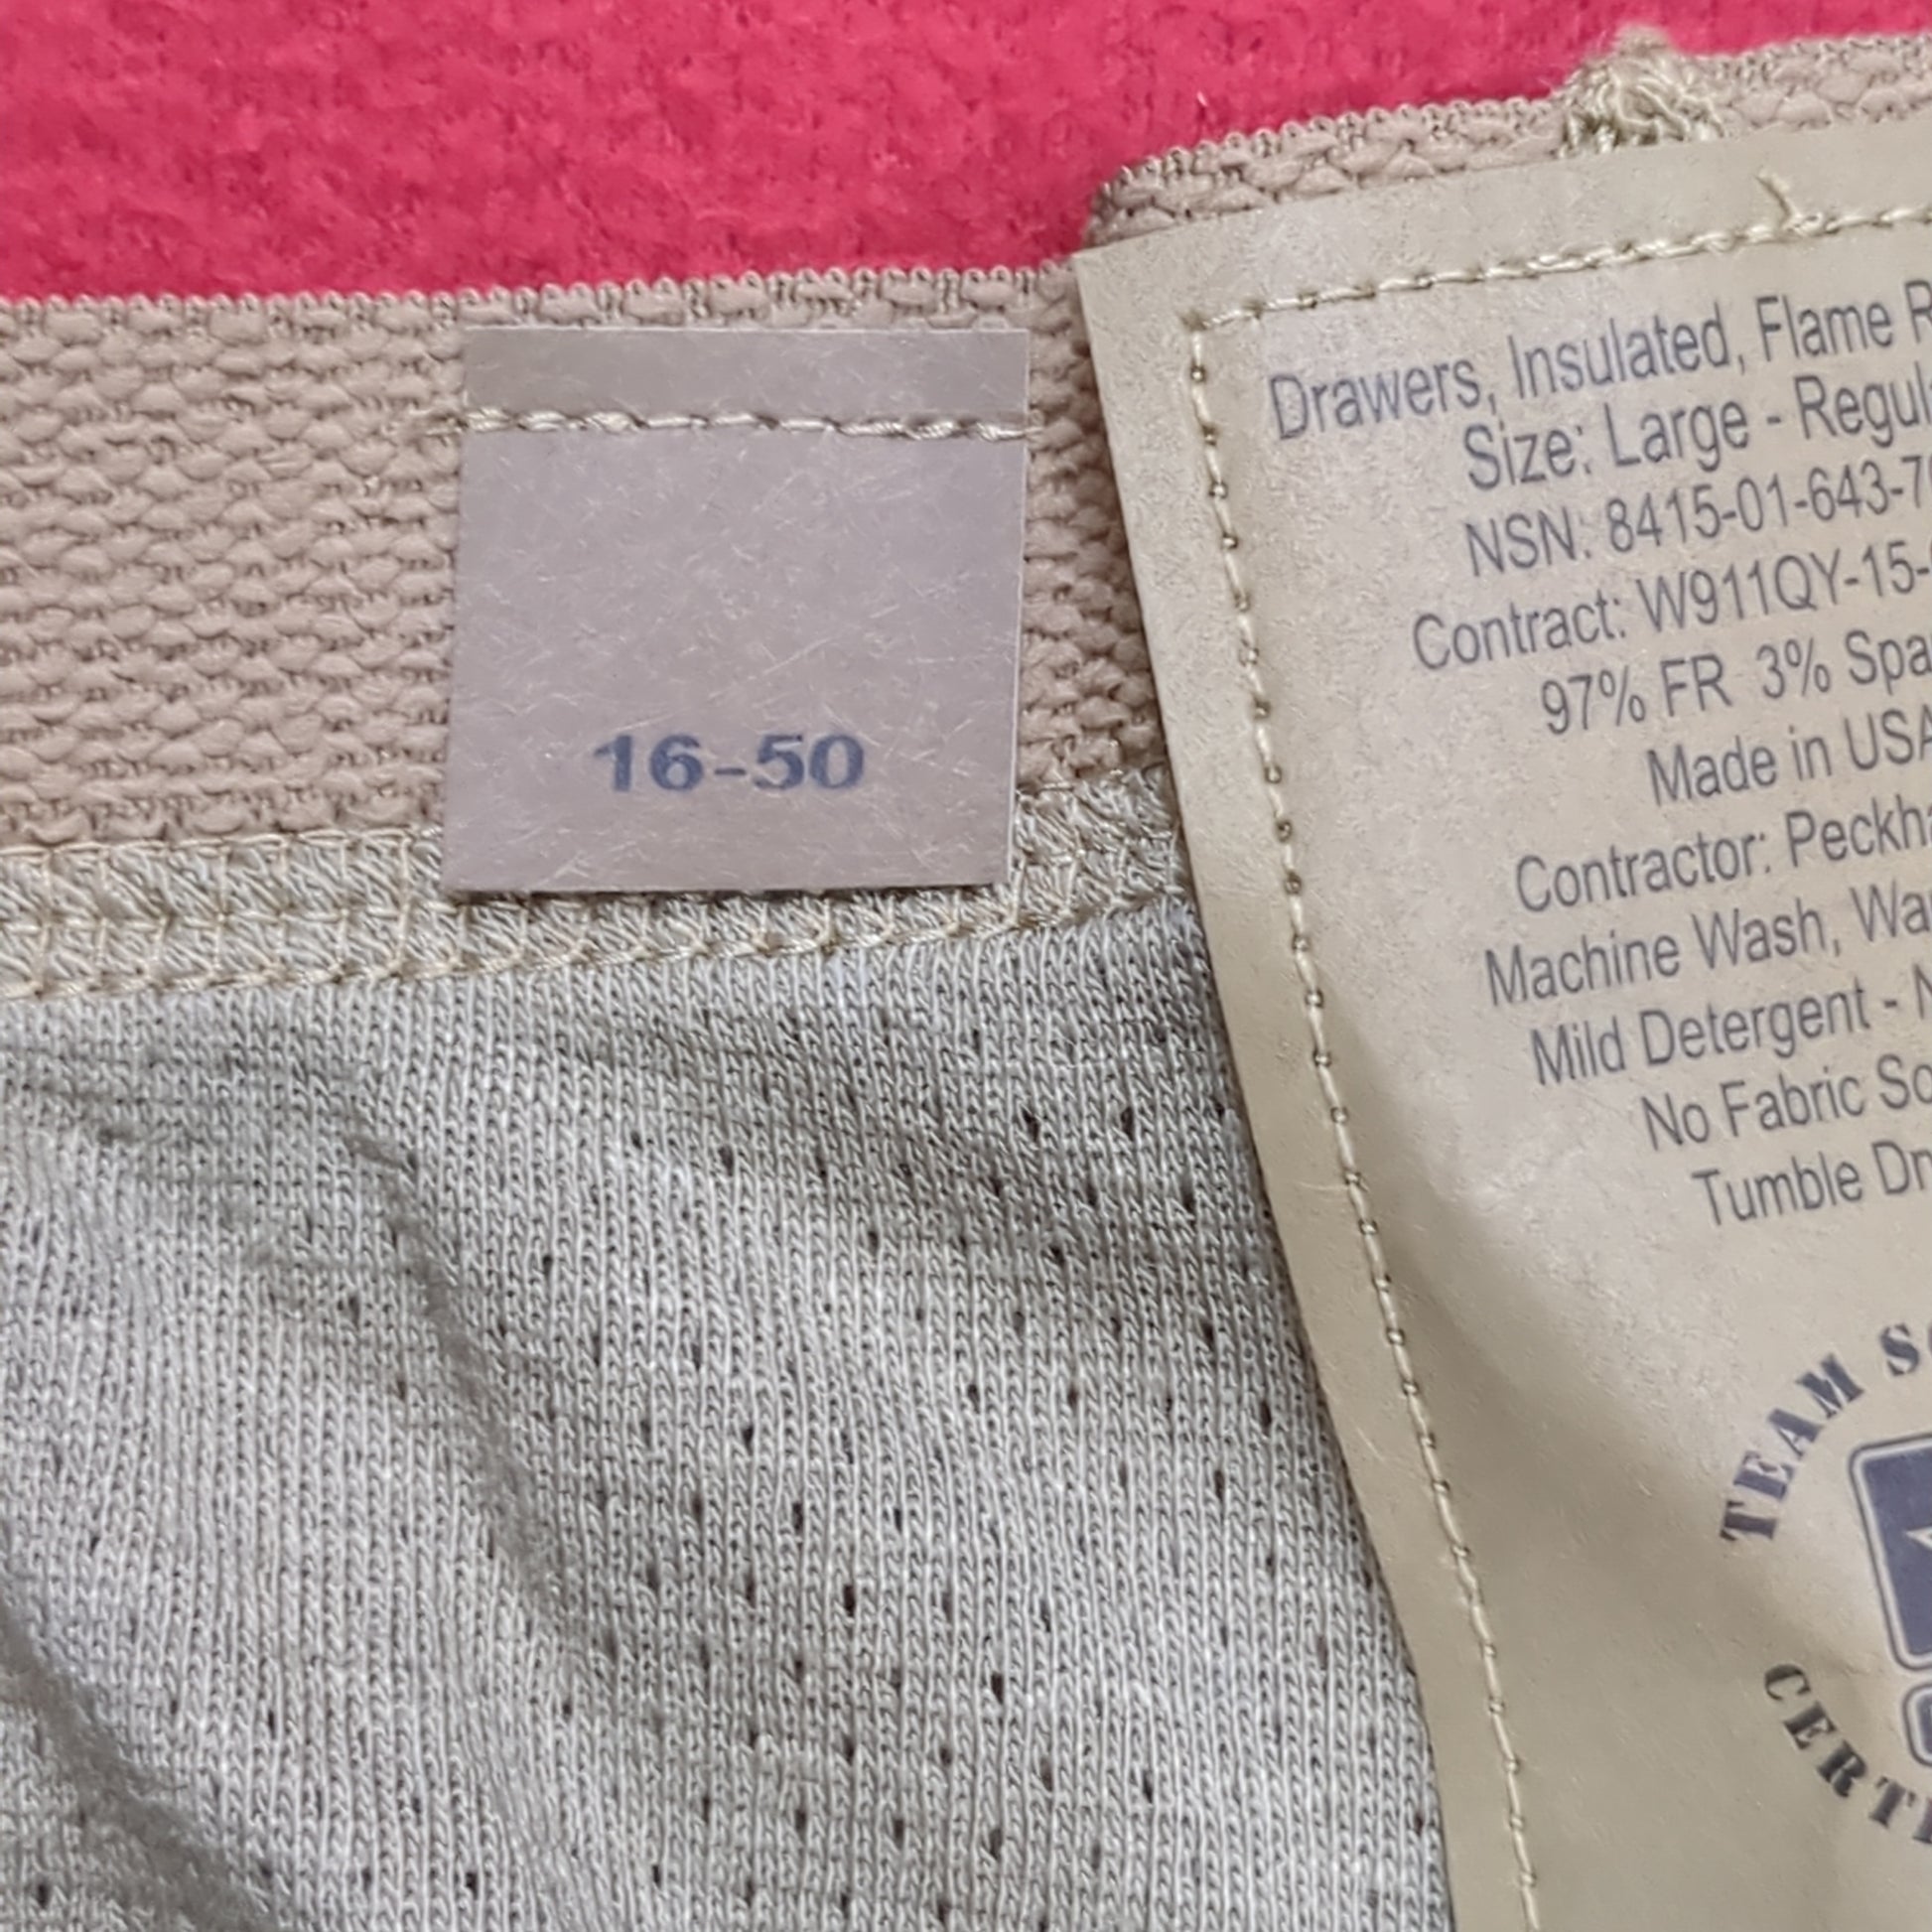 16-50
Drawers, Insulated, Flame
Size: Large - Regul
NSN: 8415-01-643-7
Contract: W911QY-15-
97% FR 3% Spa
Made in USA
Contractor: Peckh
Machine Wash, Wa
Mild Detergent -
No Fabric So
Tumble Dr
TEAM
CERT